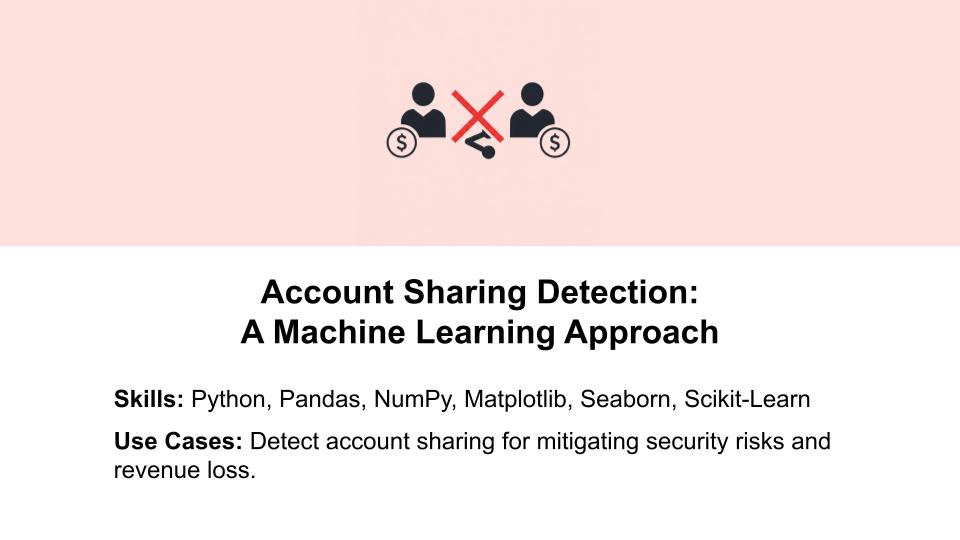 $ $
Account Sharing Detection:
A Machine Learning Approach
Skills: Python, Pandas, NumPy, Matplotlib, Seaborn, Scikit-Learn
Use Cases: Detect account sharing for mitigating security risks and
revenue loss.